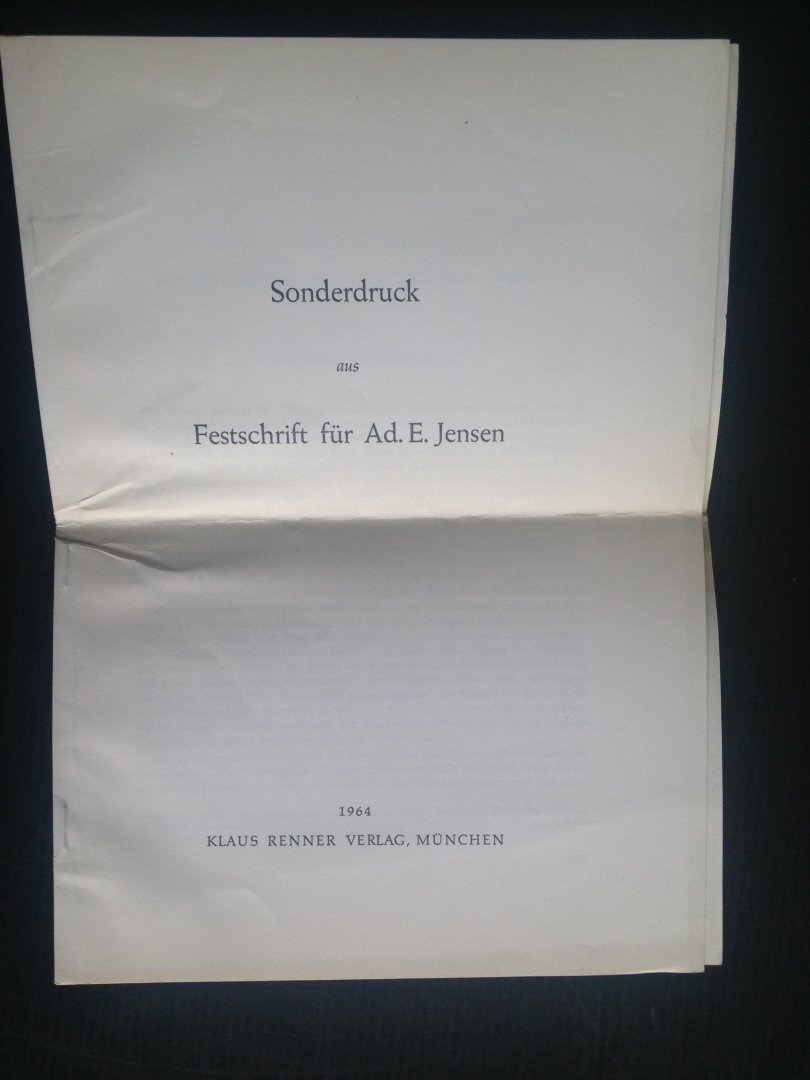 Sonderdruck
aus
Festschrift für Ad. E. Jensen
1964
KLAUS RENNER VERLAG, MÜNCHEN